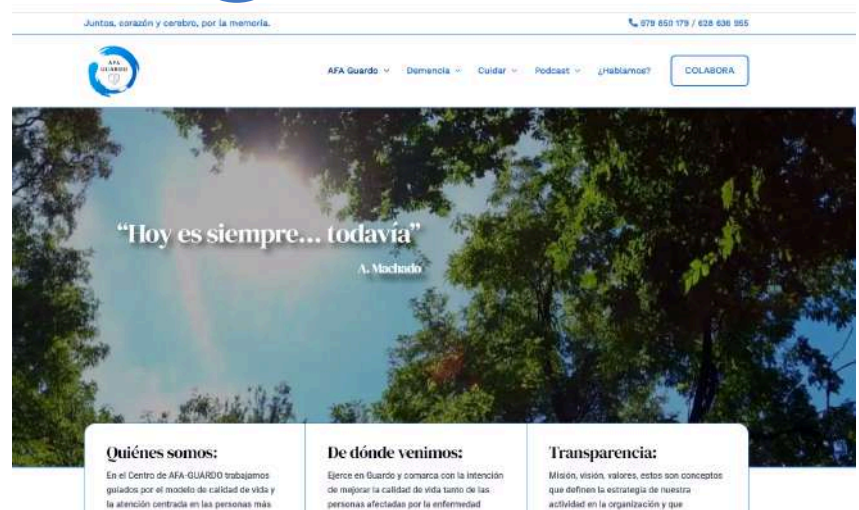 Juntos, corazón y cerebro, por la memoria.
979 850 179 / 628 636 955
AFA
GUARDO
AFA Guardo
Demencia
Cuidar
Podcast
¿Hablamos?
COLABORA
“Hoy es siempre... todavía”
A. Machado
Quiénes somos:
En el Centro de AFA-GUARDO trabajamos
guiados por el modelo de calidad de vida y
la atención centrada en las personas más
De dónde venimos:
Ejerce en Guardo y comarca con la intención
de mejorar la calidad de vida tanto de las
personas afectadas por la enfermedad
Transparencia:
Misión, visión, valores, estos son conceptos
que definen la estrategia de nuestra
actividad en la organización y que